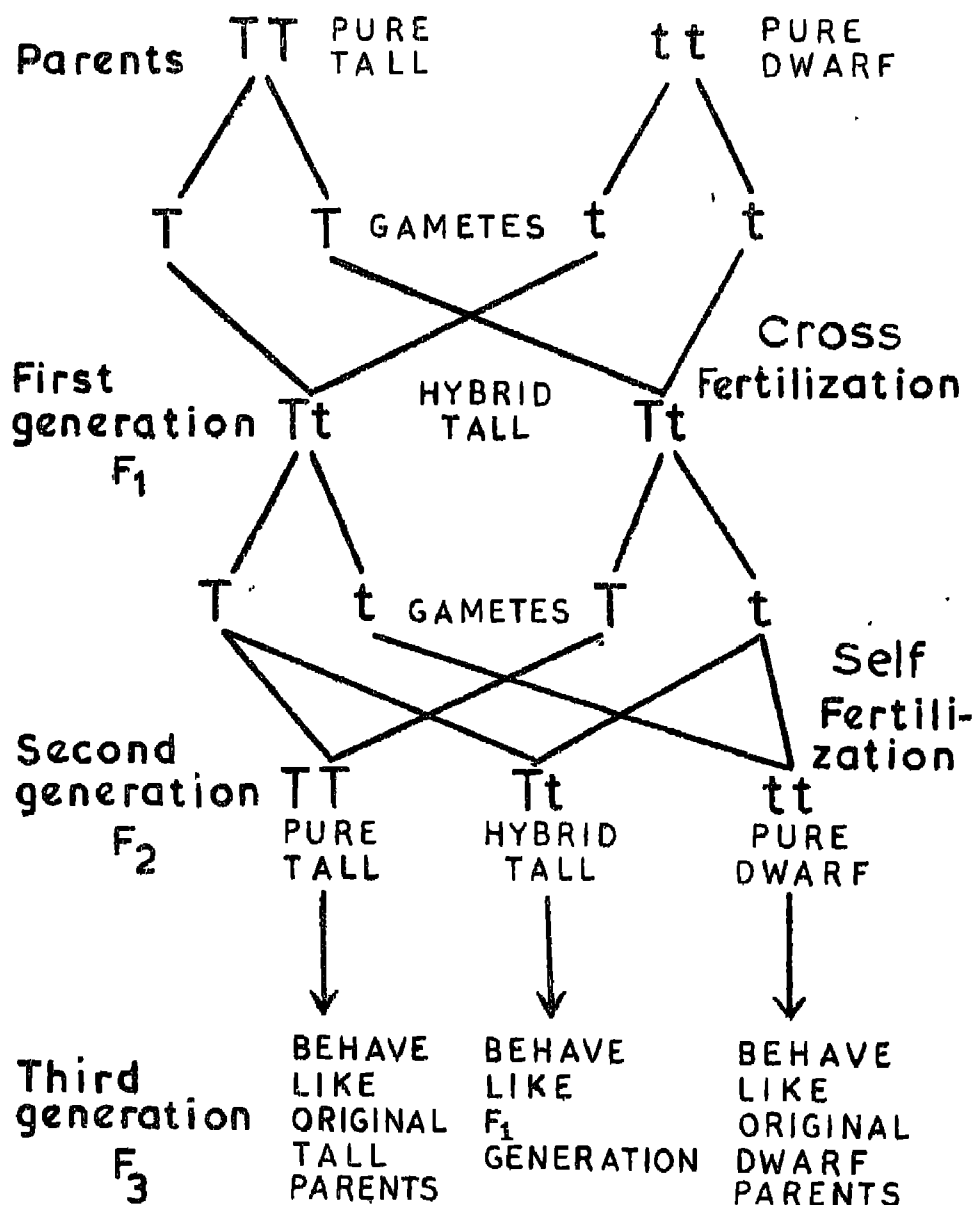 Parents
TT PURE TALL
tt PURE DWARF
T T GAMETES t t
Cross Fertilization
First generation F1
Tt HYBRID TALL Tt
T t GAMETES T t
Self Fertili-zation
Second generation F2
TT PURE TALL
Tt HYBRID TALL
tt PURE DWARF
Third generation F3
BEHAVE
LIKE
ORIGINAL
TALL
PARENTS
BEHAVE
LIKE
F1
GENERATION
BEHAVE
LIKE
ORIGINAL
DWARF
PARENTS